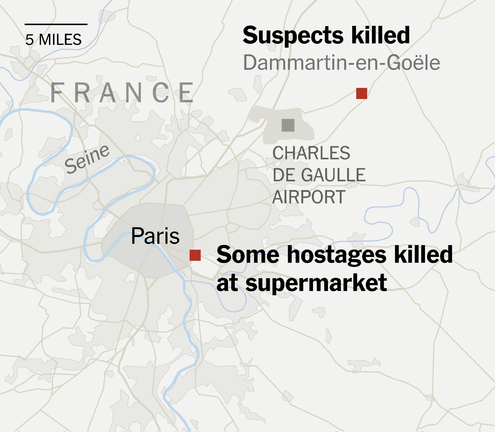 5 MILES
Suspects killed
Dammartin-en-Goële
FRANCE
Seine
CHARLES
DE GAULLE
AIRPORT
Paris
Some hostages killed
at supermarket